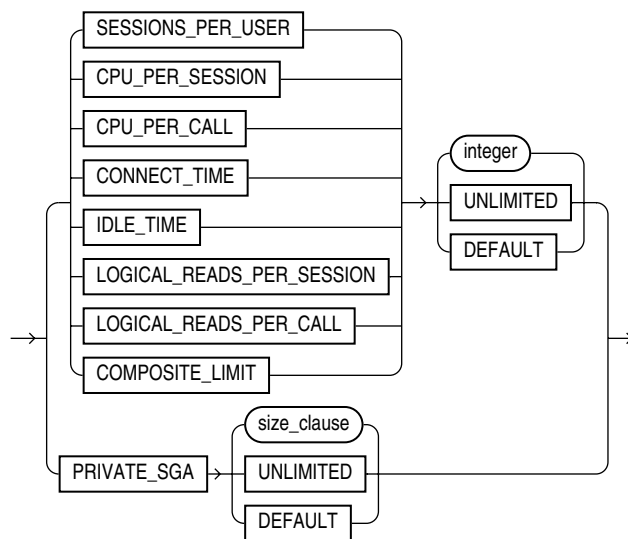 SESSIONS_PER_USER
CPU_PER_SESSION
CPU_PER_CALL
CONNECT_TIME
IDLE_TIME
LOGICAL_READS_PER_SESSION
LOGICAL_READS_PER_CALL
COMPOSITE_LIMIT
integer
UNLIMITED
DEFAULT
PRIVATE_SGA
size_clause
UNLIMITED
DEFAULT